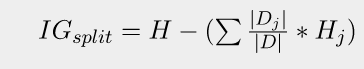 $IG_{split} = H - (\sum \frac{|D_j|}{|D|} * H_j)$